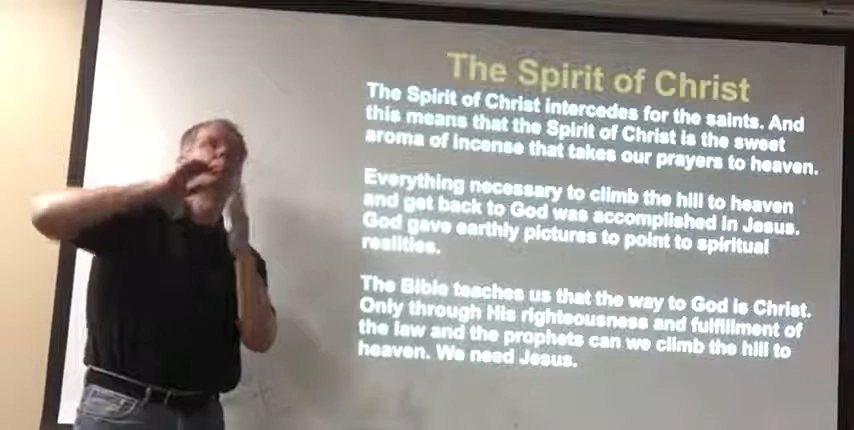 The Spirit of Christ
The Spirit of Christ intercedes for the saints. And
this means that the Spirit of Christ is the sweet
aroma of incense that takes our prayers to heaven.
Everything necessary to climb the hill to heaven
and get back to God was accomplished in Jesus.
God gave earthly pictures to point to spiritual
realities.
The Bible teaches us that the way to God is Christ.
Only through His righteousness and fulfillment of
the law and the prophets can we climb the hill to
heaven. We need Jesus.